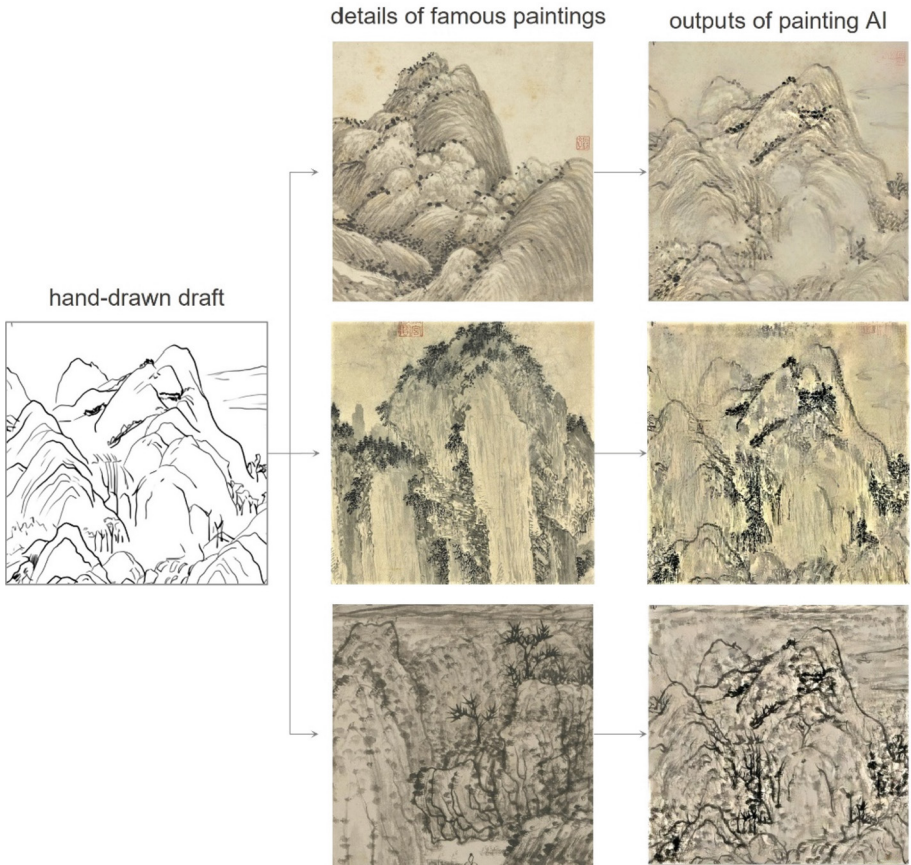 details of famous paintings
outputs of painting AI
hand-drawn draft